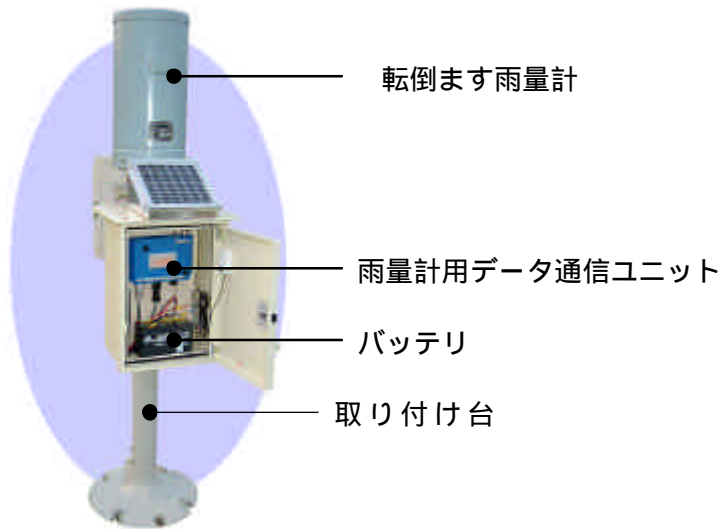 転倒ます雨量計
雨量計用データ通信ユニット
バッテリ
取り付け台